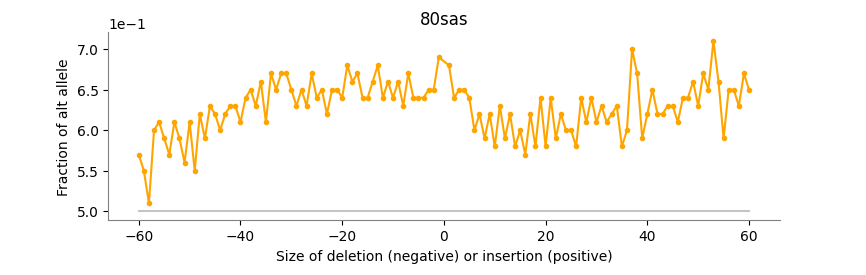 80sas
1e−1
7.0
6.5
6.0
5.5
5.0
Fraction of alt allele
−60 −40 −20 0 20 40 60
Size of deletion (negative) or insertion (positive)